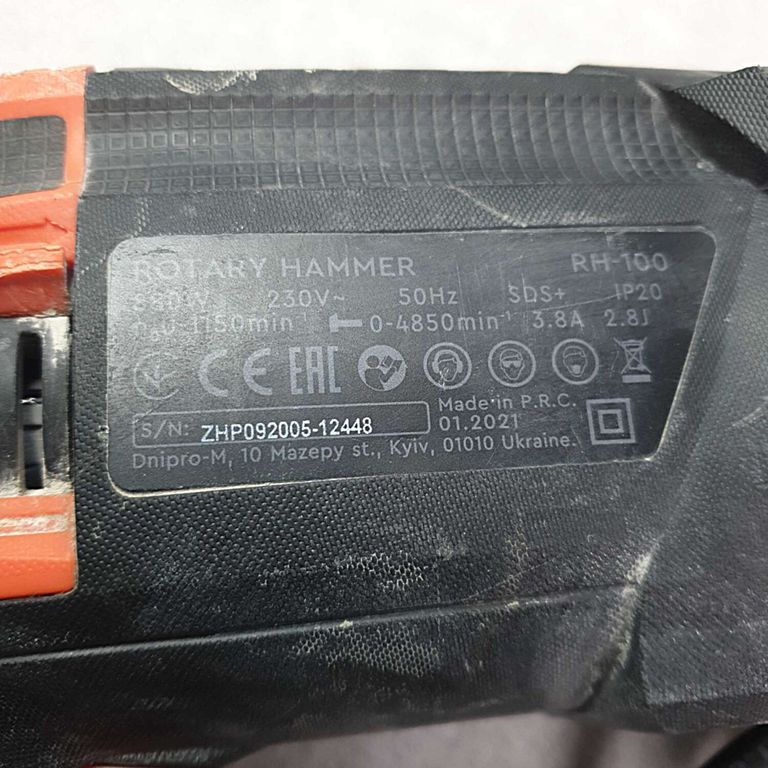 ROTARY HAMMER RH-100
230V~ 50Hz SDS+ IP20
0-1150min⁻¹ 0-4850min⁻¹ 3.8A 2.8J
CE EAC
Made in P.R.C.
S/N: ZHP092005-12448 01.2021
Dnipro-M, 10 Mazepy st., Kyiv, 01010 Ukraine.